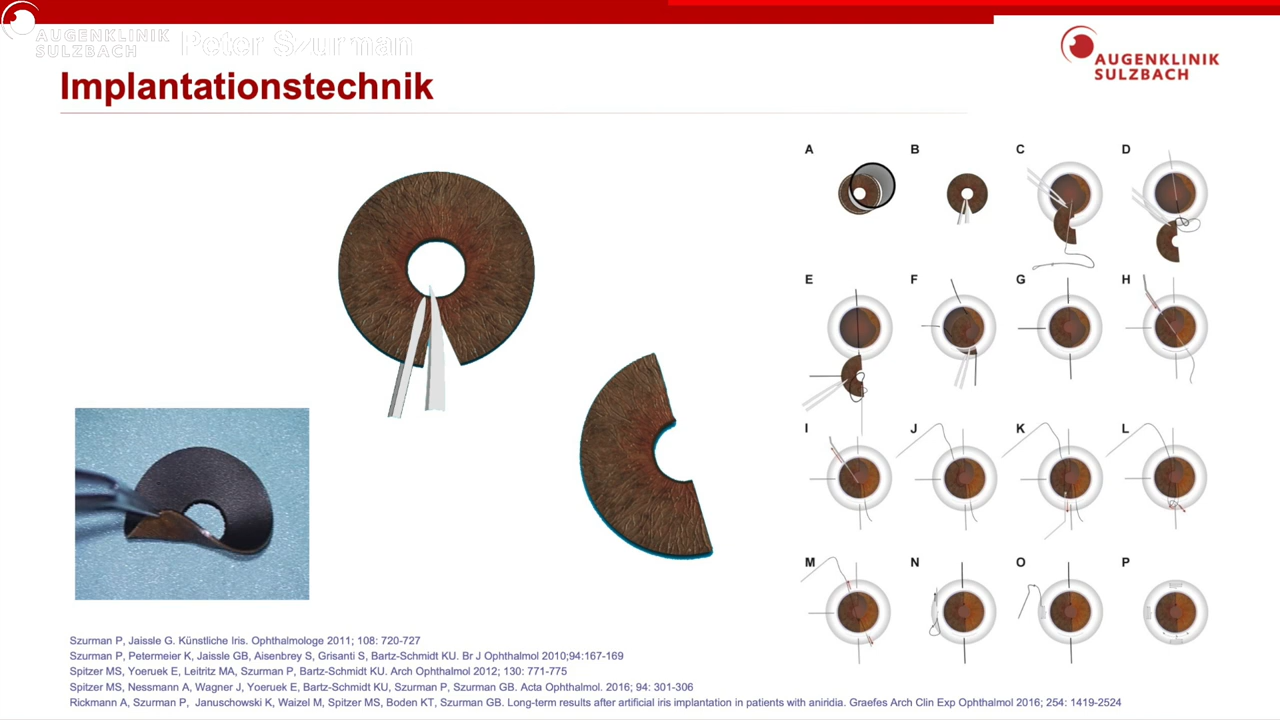 AUGENKLINIK
SULZBACH
Peter Szurman
Implantationstechnik
AUGENKLINIK
SULZBACH
A B C D
E F G H
I J K L
M N O P
Szurman P, Jaissle G. Künstliche Iris. Ophthalmologe 2011; 108: 720-727
Szurman P, Petermeier K, Jaissle GB, Aisenbrey S, Grisanti S, Bartz-Schmidt KU. Br J Ophthalmol 2010;94:167-169
Spitzer MS, Yoeruek E, Leitritz MA, Szurman P, Bartz-Schmidt KU. Arch Ophthalmol 2012; 130: 771-775
Spitzer MS, Nessmann A, Wagner J, Yoeruek E, Bartz-Schmidt KU, Szurman P, Szurman GB. Acta Ophthalmol. 2016; 94: 301-306
Rickmann A, Szurman P, Januschowski K, Waizel M, Spitzer MS, Boden KT, Szurman GB. Long-term results after artificial iris implantation in patients with aniridia. Graefes Arch Clin Exp Ophthalmol 2016; 254: 1419-2524